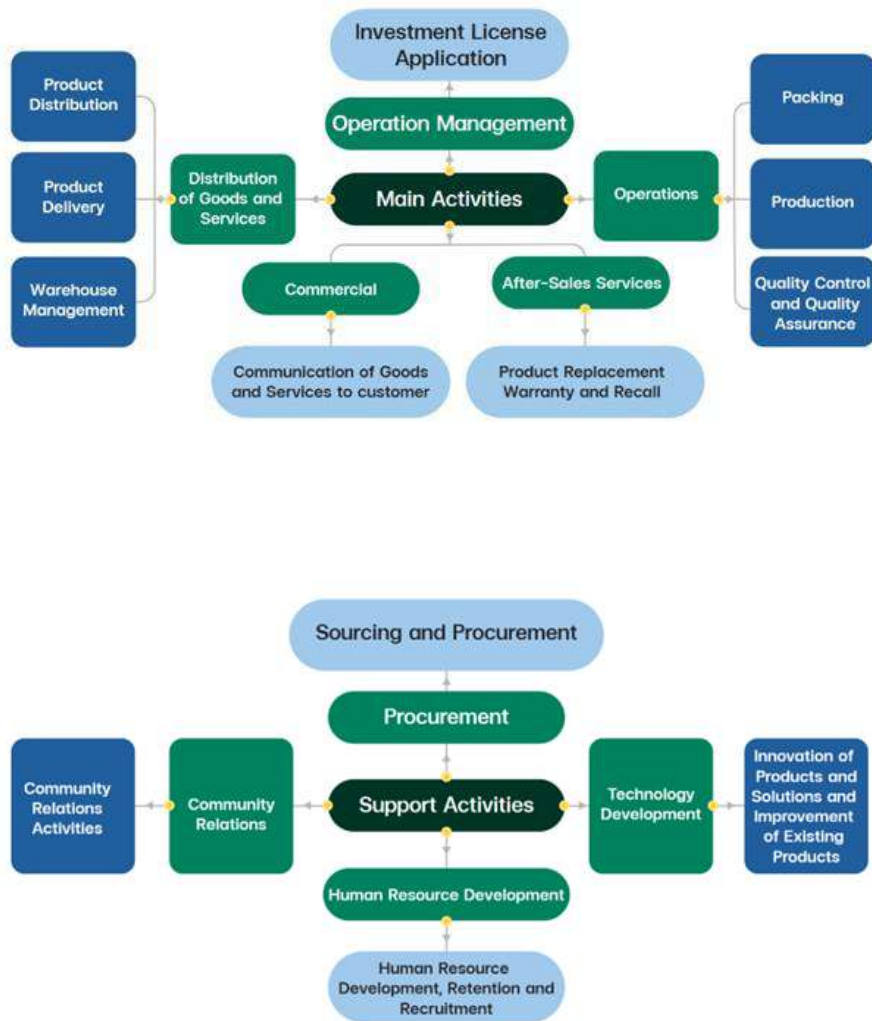 Investment License
Application
Operation Management
Product
Distribution
Product
Delivery
Warehouse
Management
Distribution
of Goods and
Services
Main Activities
Operations
Packing
Production
Quality Control
and Quality
Assurance
Commercial
After-Sales Services
Communication of Goods
and Services to customer
Product Replacement
Warranty and Recall
Sourcing and Procurement
Procurement
Community
Relations
Activities
Community
Relations
Support Activities
Technology
Development
Innovation of
Products and
Solutions and
Improvement
of Existing
Products
Human Resource Development
Human Resource
Development, Retention and
Recruitment